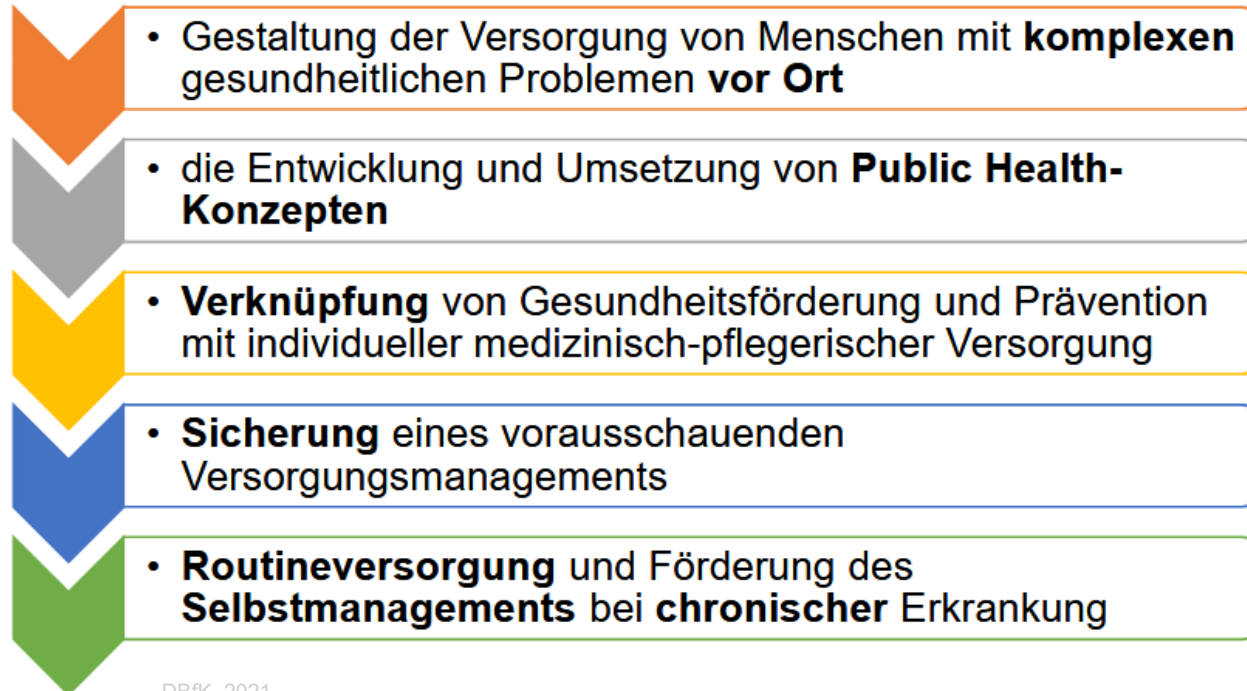 • Gestaltung der Versorgung von Menschen mit komplexen
gesundheitlichen Problemen vor Ort
• die Entwicklung und Umsetzung von Public Health-
Konzepten
• Verknüpfung von Gesundheitsförderung und Prävention
mit individueller medizinisch-pflegerischer Versorgung
• Sicherung eines vorausschauenden
Versorgungsmanagements
• Routineversorgung und Förderung des
Selbstmanagements bei chronischer Erkrankung
DBfK, 2021